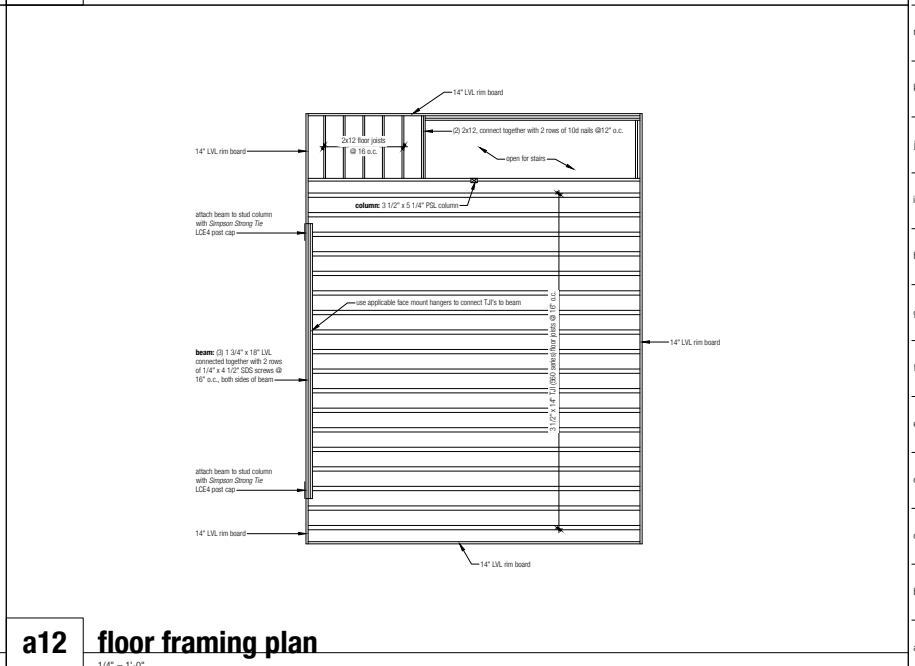 14" LVL rim board
(2) 2x12, connect together with 2 rows of 10d nails @12" o.c.
2x12 floor joists
@ 16 o.c.
14" LVL rim board
open for stairs
column: 3 1/2" x 5 1/4" PSL column
attach beam to stud column
with Simpson Strong Tie
LCE4 post cap
use applicable face mount hangers to connect TJI's to beam
3 1/2" x 14" TJI (560 series) floor joists @ 16" o.c.
14" LVL rim board
beam: (3) 1 3/4" x 18" LVL
connected together with 2 rows
of 1/4" x 4 1/2" SDS screws @
16" o.c., both sides of beam
attach beam to stud column
with Simpson Strong Tie
LCE4 post cap
14" LVL rim board
14" LVL rim board
a12
floor framing plan
1/4" = 1'-0"